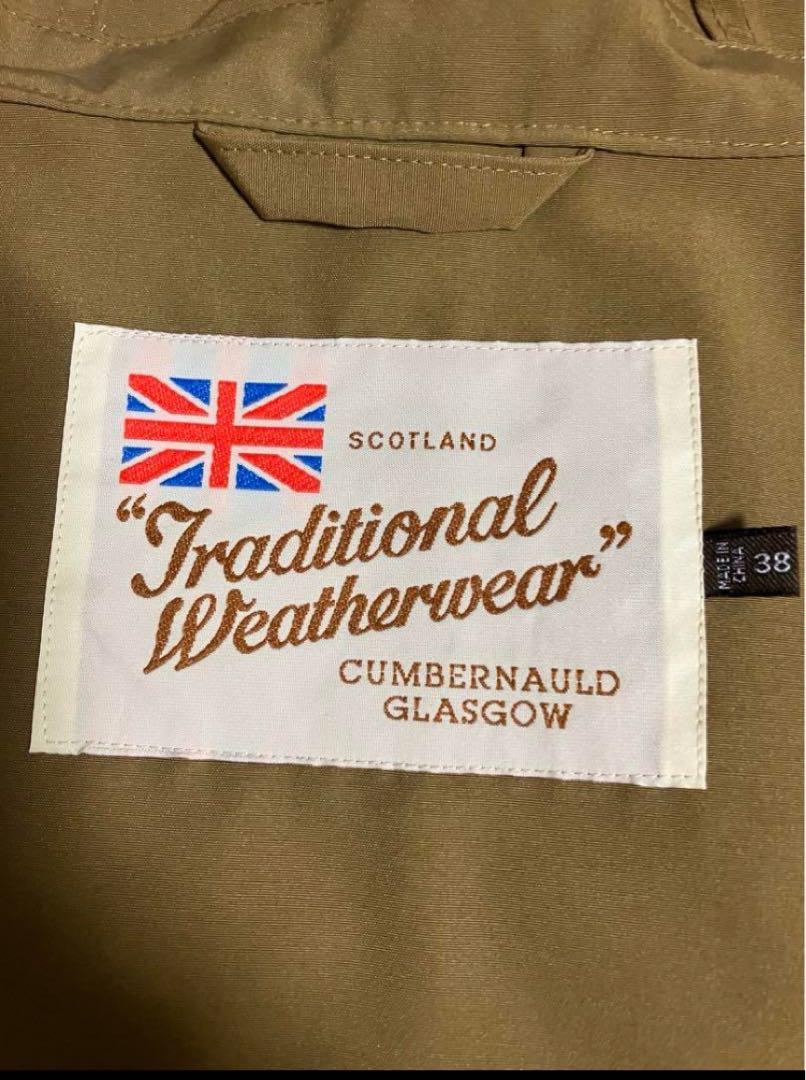 SCOTLAND
“Traditional
Weatherwear”
CUMBERNAULD
GLASGOW
MADE IN
CHINA
38